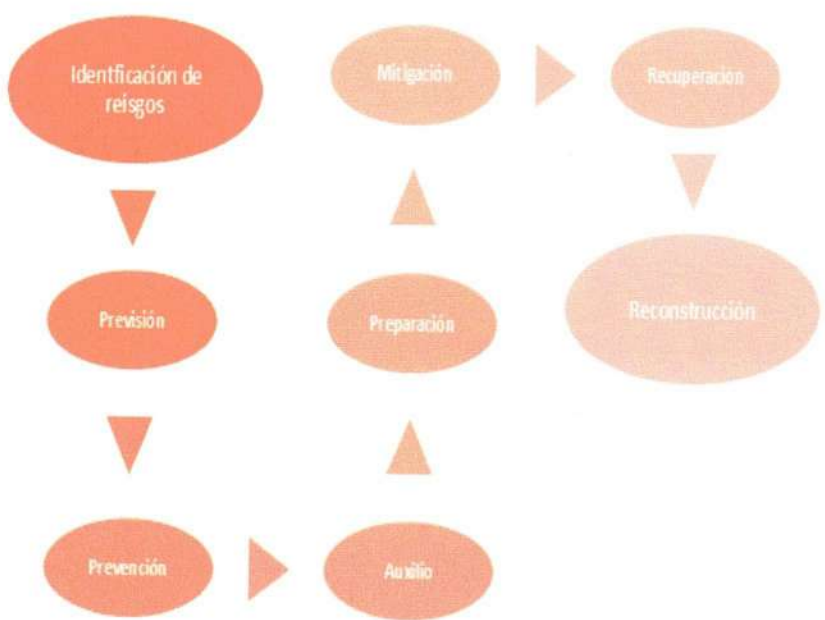 Identficación de
reisgos
Previsión
Prevención
Auxilio
Preparación
Mitigación
Recuperación
Reconstrucción